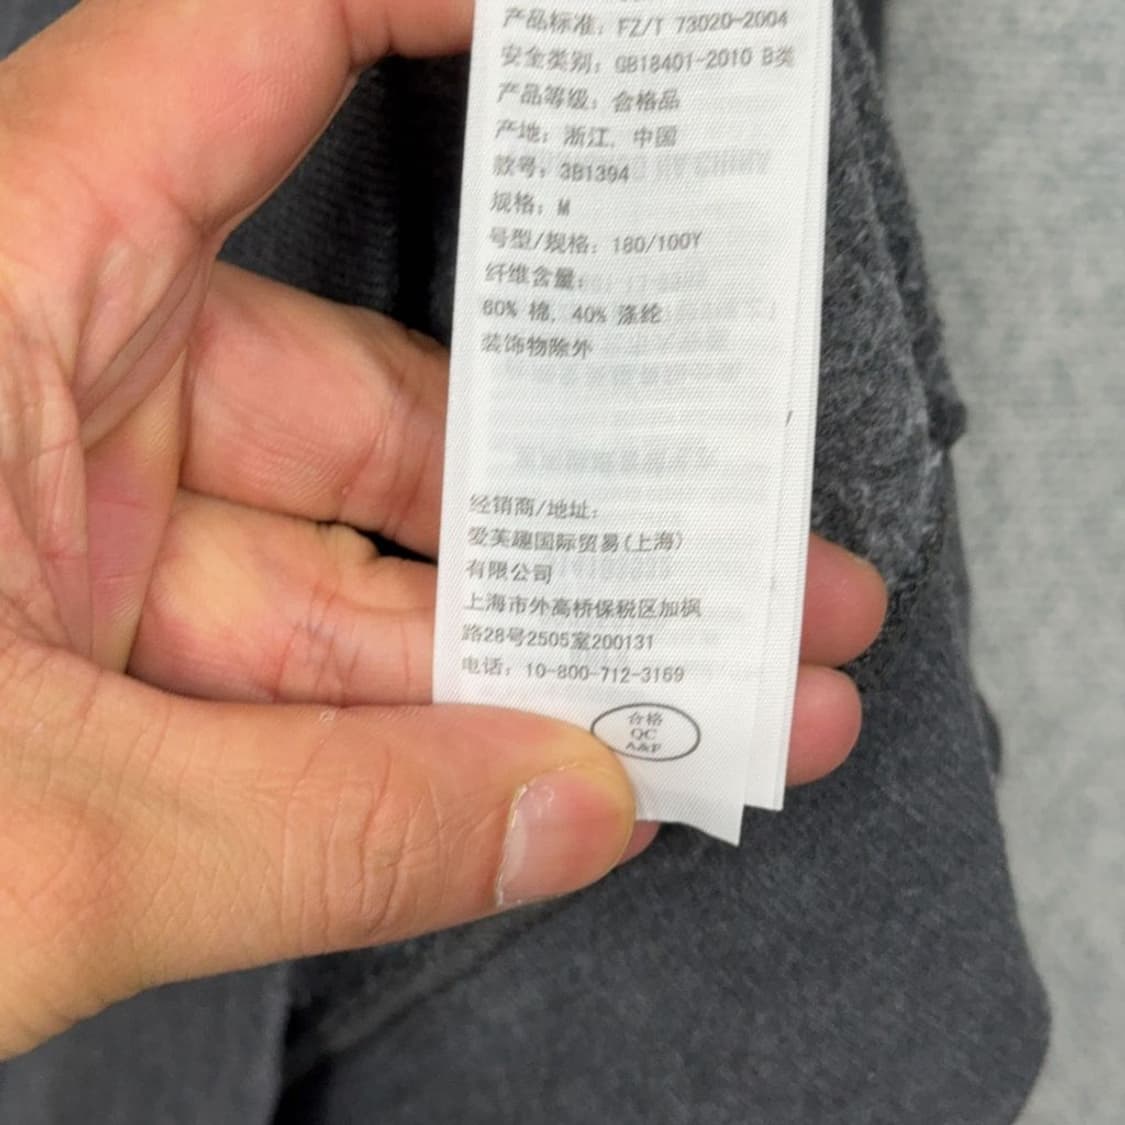 产品标准：FZ/T 73020-2004
安全类别：GB18401-2010 B类
产品等级：合格品
产地：浙江, 中国
款号：3B1394
规格：M
号型/规格：180/100Y
纤维含量：
60% 棉, 40% 涤纶
装饰物除外
经销商/地址：
爱芙趣国际贸易(上海)
有限公司
上海市外高桥保税区加枫
路28号2505室200131
电话：10-800-712-3169
合格
QC
A&F